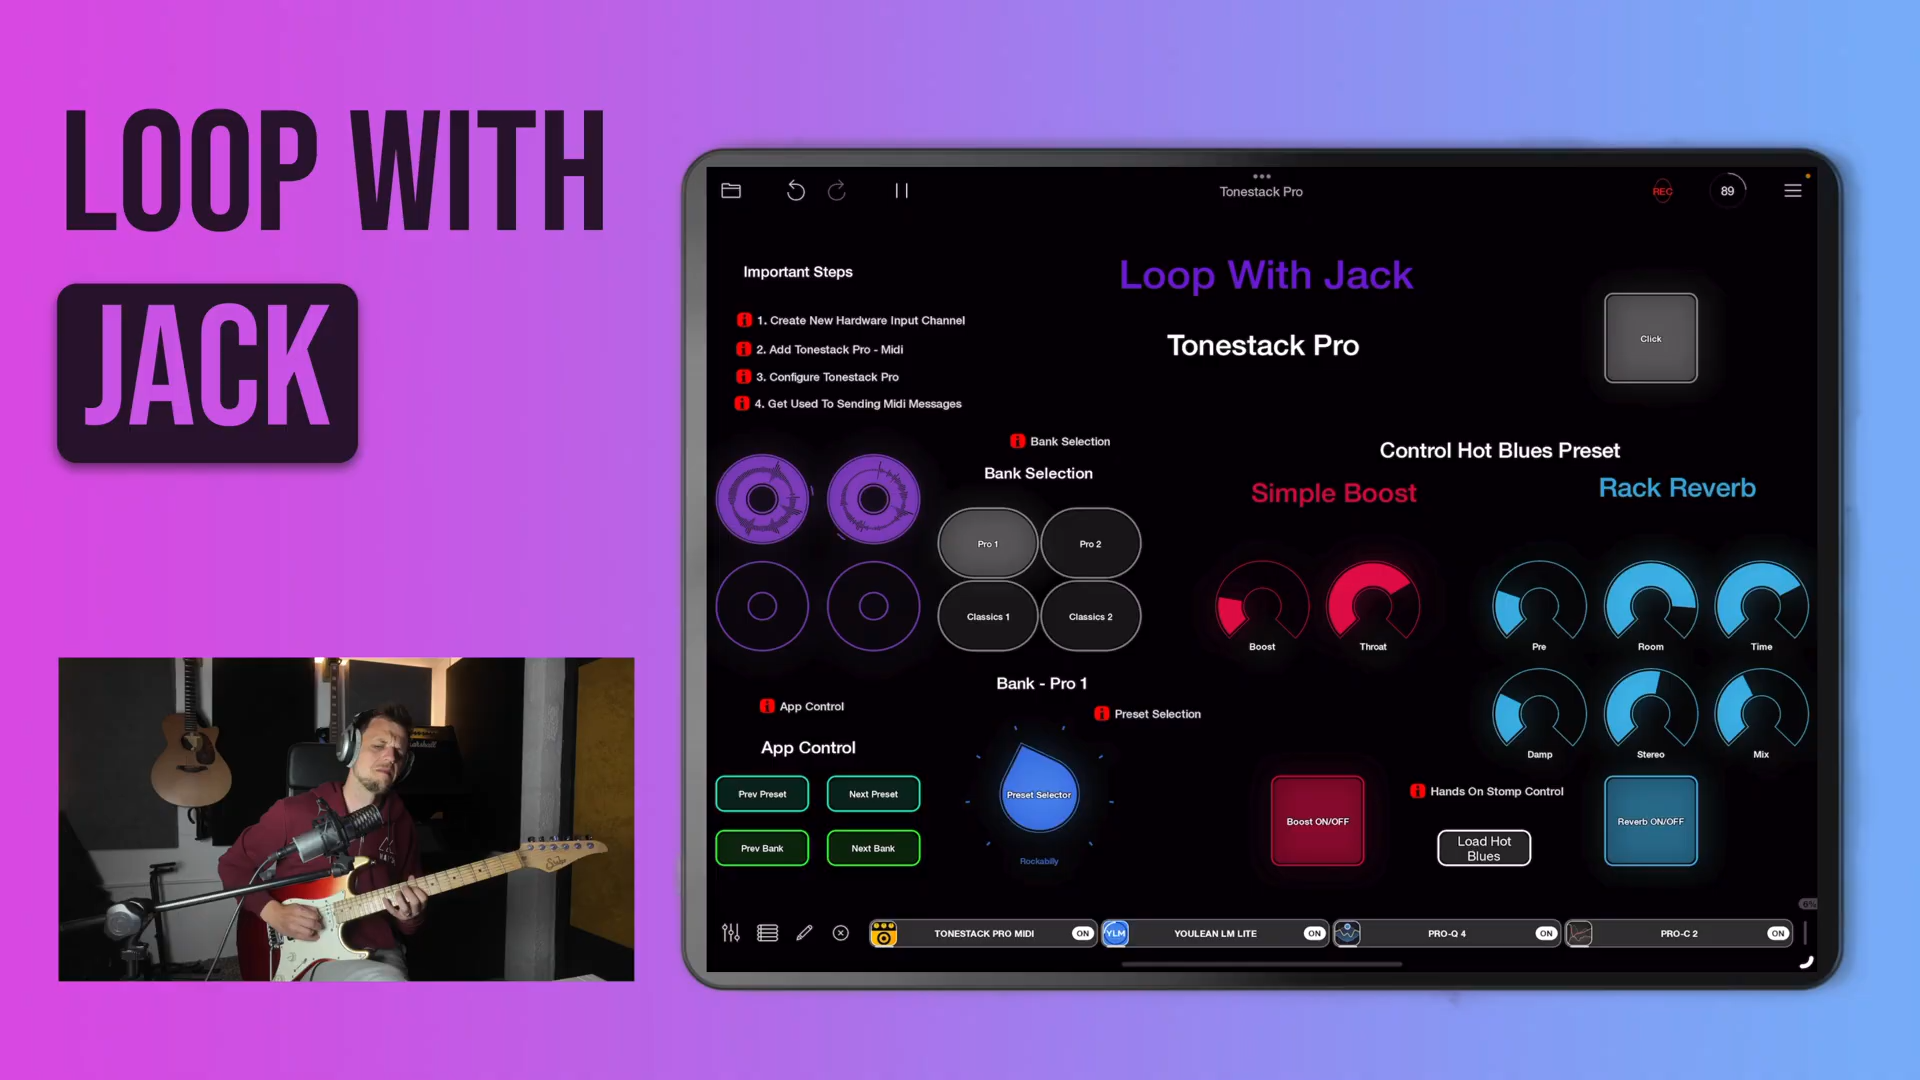 LOOP WITH
JACK
Tonestack Pro
REC
89
Important Steps
1. Create New Hardware Input Channel
2. Add Tonestack Pro - Midi
3. Configure Tonestack Pro
4. Get Used To Sending Midi Messages
Loop With Jack
Tonestack Pro
Click
Bank Selection
Bank Selection
Pro 1
Pro 2
Classics 1
Classics 2
Control Hot Blues Preset
Simple Boost
Rack Reverb
Boost
Throat
Pre
Room
Time
Damp
Stereo
Mix
Bank - Pro 1
App Control
Preset Selection
App Control
Prev Preset
Next Preset
Prev Bank
Next Bank
Preset Selector
Rockabilly
Boost ON/OFF
Hands On Stomp Control
Load Hot
Blues
Reverb ON/OFF
6%
TONESTACK PRO MIDI
ON
YLM
YOULEAN LM LITE
ON
PRO-Q 4
ON
PRO-C 2
ON
Marshall